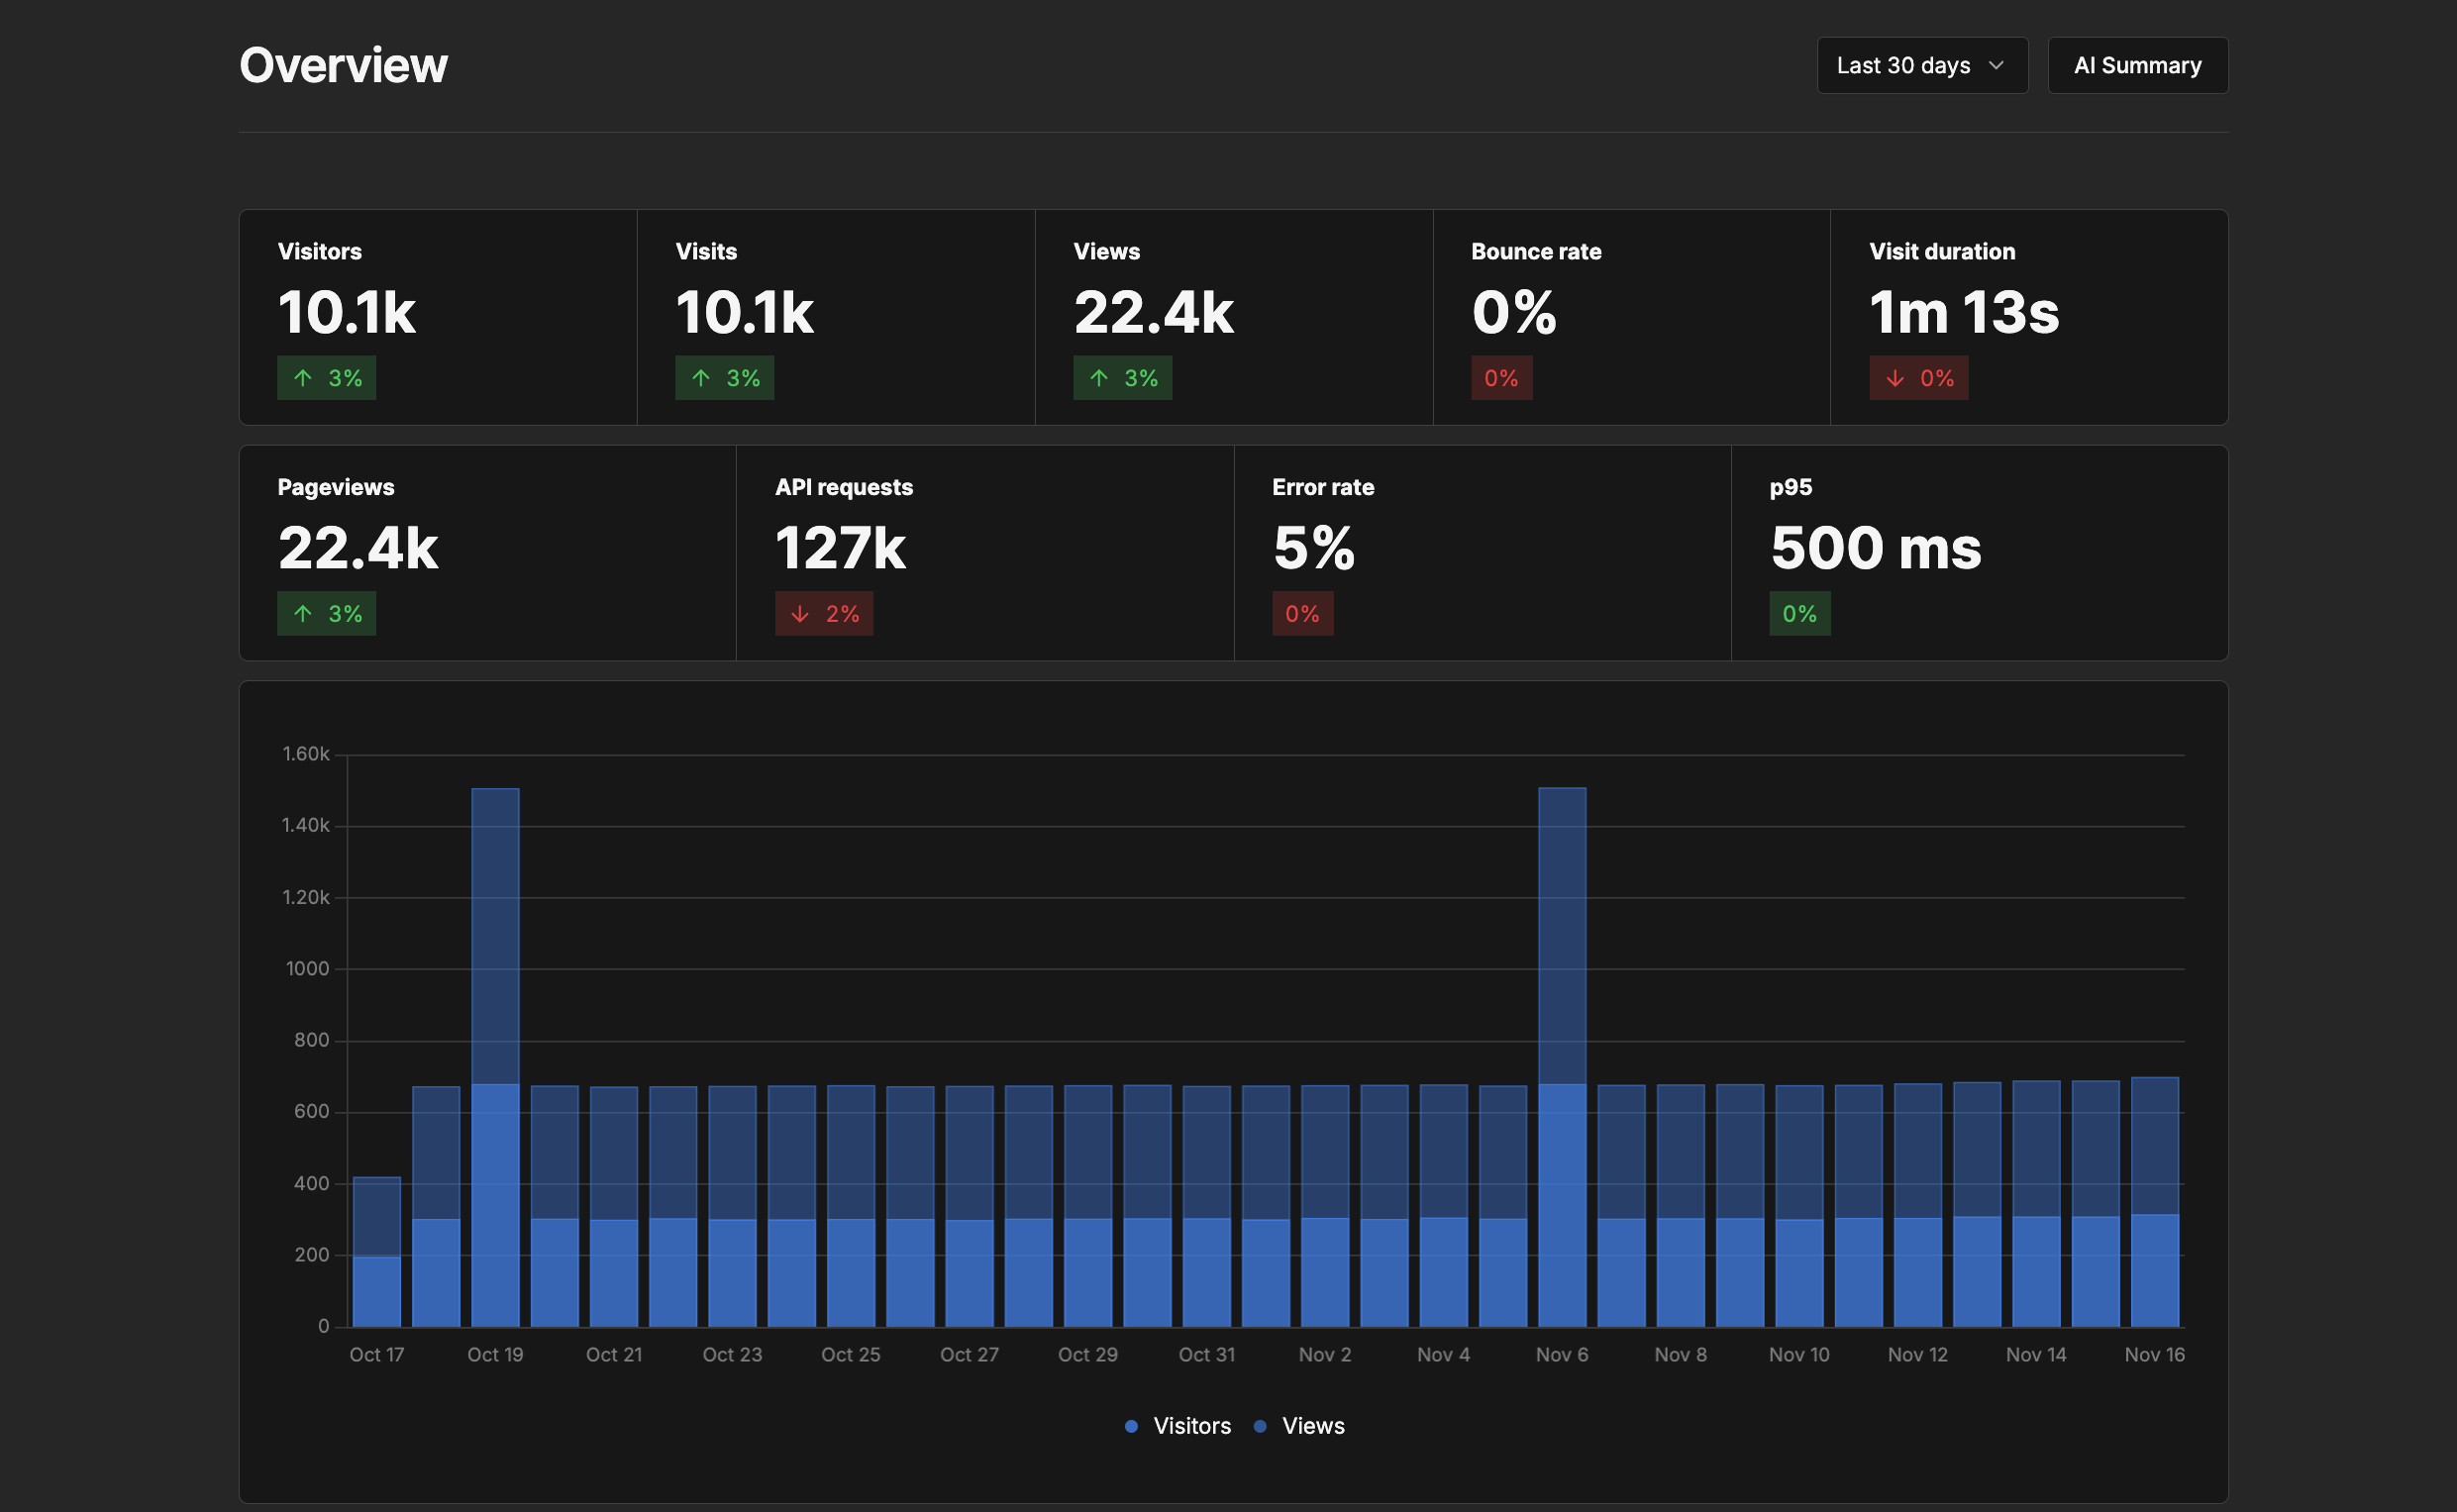 Overview
Last 30 days
AI Summary
Visitors
10.1k
↑ 3%
Visits
10.1k
↑ 3%
Views
22.4k
↑ 3%
Bounce rate
0%
0%
Visit duration
1m 13s
↓ 0%
Pageviews
22.4k
↑ 3%
API requests
127k
↓ 2%
Error rate
5%
0%
p95
500 ms
0%
1.60k
1.40k
1.20k
1000
800
600
400
200
0
Oct 17 Oct 19 Oct 21 Oct 23 Oct 25 Oct 27 Oct 29 Oct 31 Nov 2 Nov 4 Nov 6 Nov 8 Nov 10 Nov 12 Nov 14 Nov 16
Visitors Views